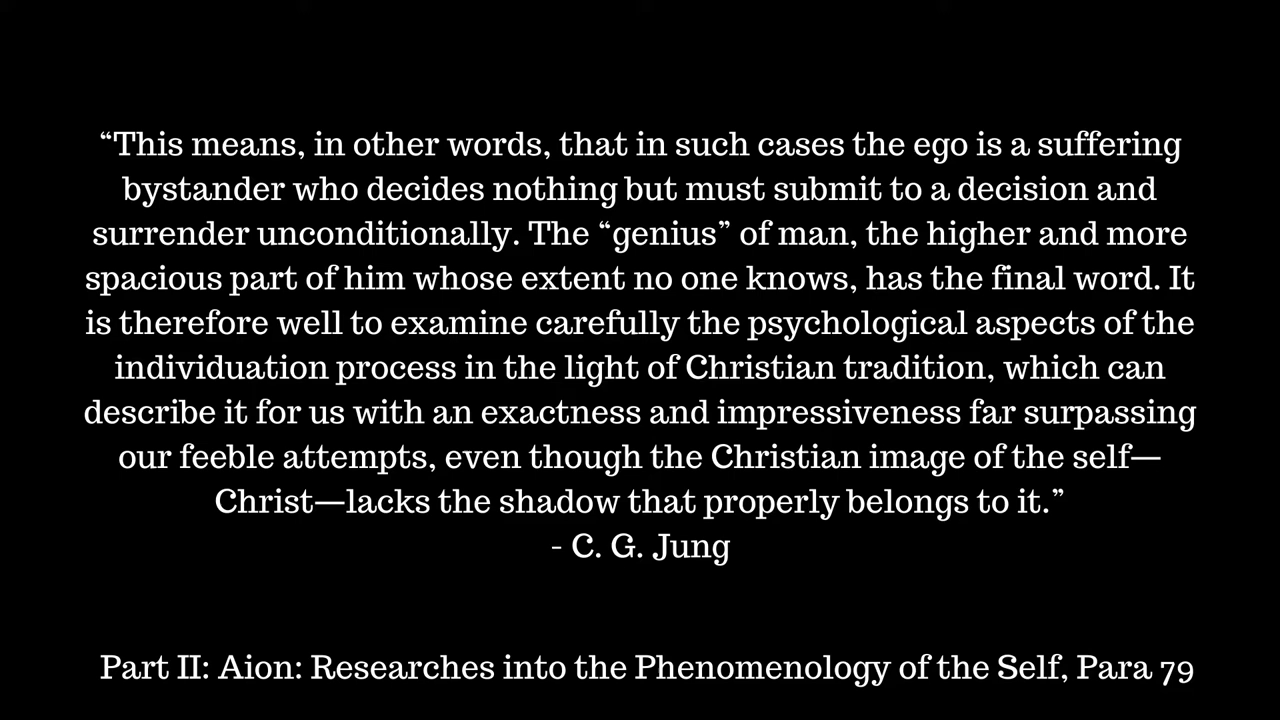 “This means, in other words, that in such cases the ego is a suffering
bystander who decides nothing but must submit to a decision and
surrender unconditionally. The “genius” of man, the higher and more
spacious part of him whose extent no one knows, has the final word. It
is therefore well to examine carefully the psychological aspects of the
individuation process in the light of Christian tradition, which can
describe it for us with an exactness and impressiveness far surpassing
our feeble attempts, even though the Christian image of the self—
Christ—lacks the shadow that properly belongs to it.”
- C. G. Jung
Part II: Aion: Researches into the Phenomenology of the Self, Para 79